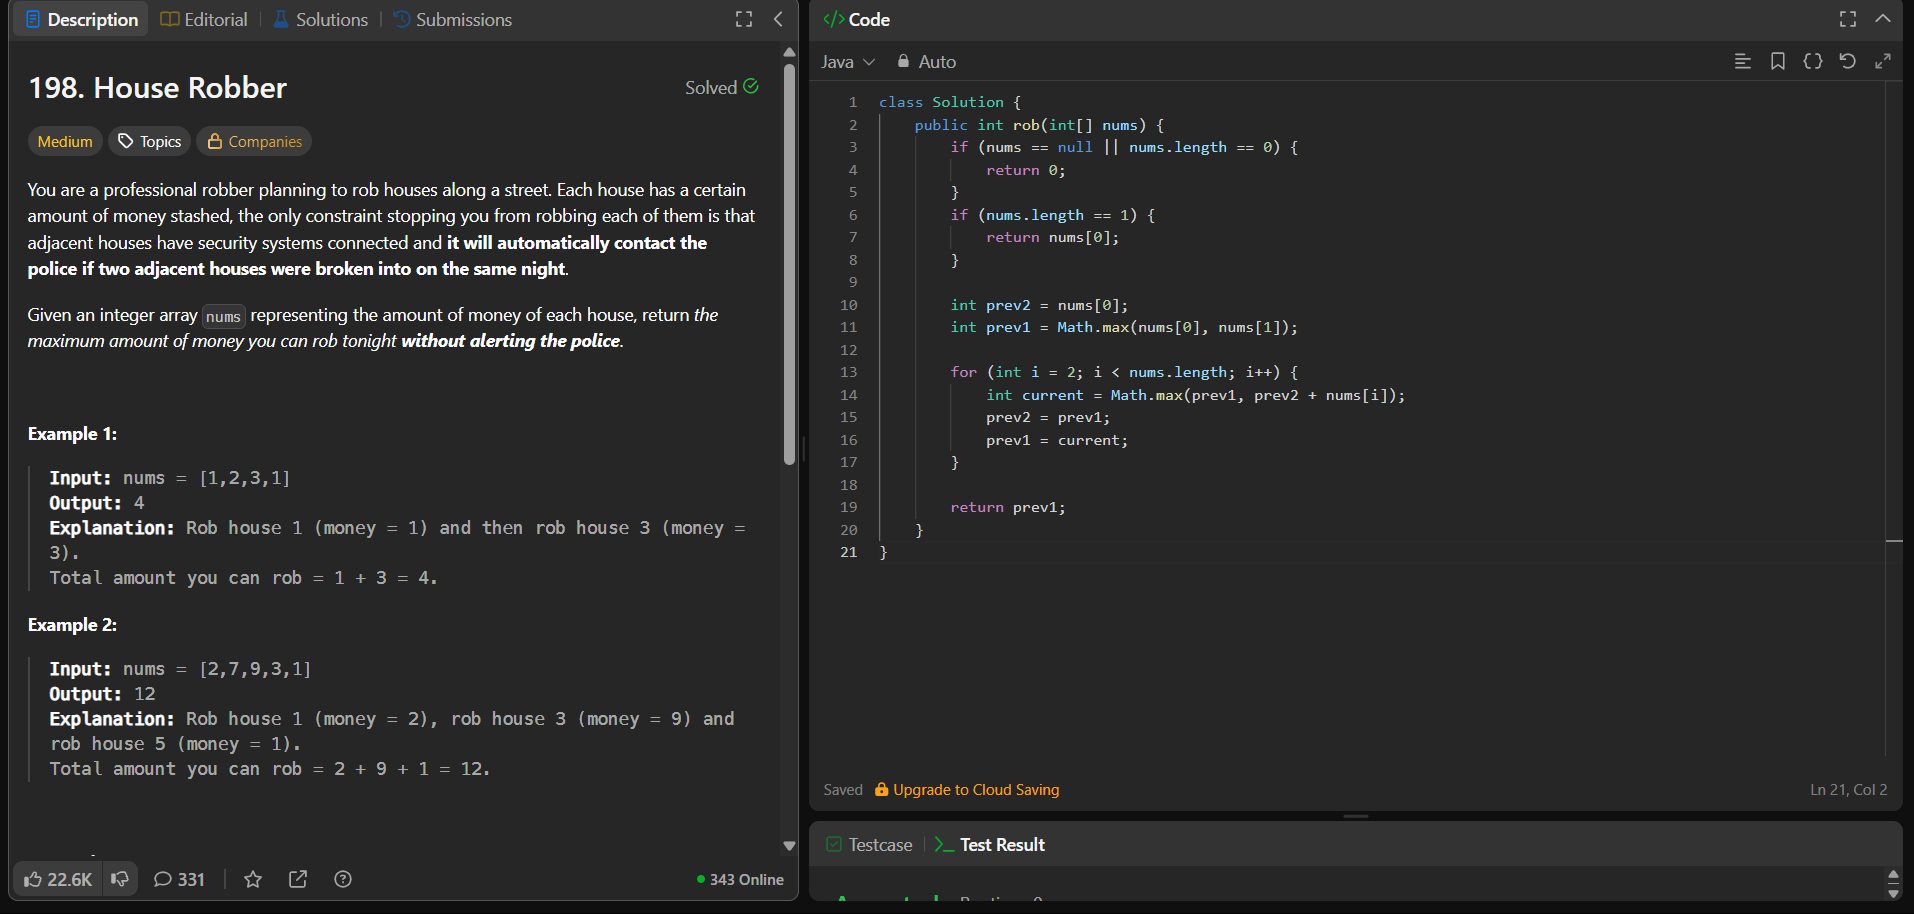 Description
Editorial
Solutions
Submissions
198. House Robber
Solved
Medium
Topics
Companies
You are a professional robber planning to rob houses along a street. Each house has a certain
amount of money stashed, the only constraint stopping you from robbing each of them is that
adjacent houses have security systems connected and it will automatically contact the
police if two adjacent houses were broken into on the same night.
Given an integer array nums representing the amount of money of each house, return the
maximum amount of money you can rob tonight without alerting the police.
Example 1:
Input: nums = [1,2,3,1]
Output: 4
Explanation: Rob house 1 (money = 1) and then rob house 3 (money =
3).
Total amount you can rob = 1 + 3 = 4.
Example 2:
Input: nums = [2,7,9,3,1]
Output: 12
Explanation: Rob house 1 (money = 2), rob house 3 (money = 9) and
rob house 5 (money = 1).
Total amount you can rob = 2 + 9 + 1 = 12.
22.6K
331
343 Online
</> Code
Java
Auto
1 class Solution {
2 public int rob(int[] nums) {
3 if (nums == null || nums.length == 0) {
4 return 0;
5 }
6 if (nums.length == 1) {
7 return nums[0];
8 }
9
10 int prev2 = nums[0];
11 int prev1 = Math.max(nums[0], nums[1]);
12
13 for (int i = 2; i < nums.length; i++) {
14 int current = Math.max(prev1, prev2 + nums[i]);
15 prev2 = prev1;
16 prev1 = current;
17 }
18
19 return prev1;
20 }
21 }
Saved
Upgrade to Cloud Saving
Ln 21, Col 2
Testcase
Test Result